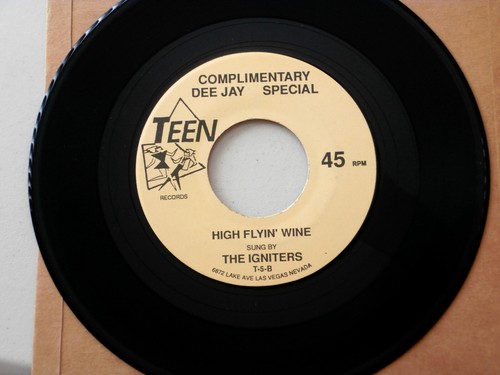 COMPLIMENTARY
DEE JAY SPECIAL
TEEN
RECORDS
45 RPM
HIGH FLYIN' WINE
SUNG BY
THE IGNITERS
T-5-B
6872 LAKE AVE LAS VEGAS NEVADA